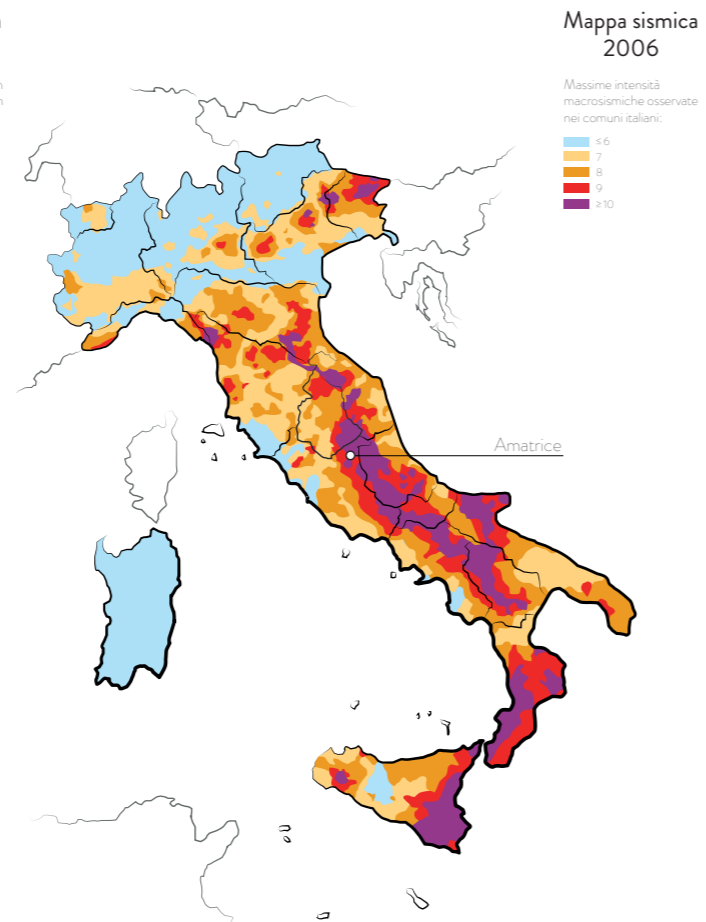 Mappa sismica
2006
Massime intensità
macrosismiche osservate
nei comuni italiani:
≤6
7
8
9
≥10
Amatrice